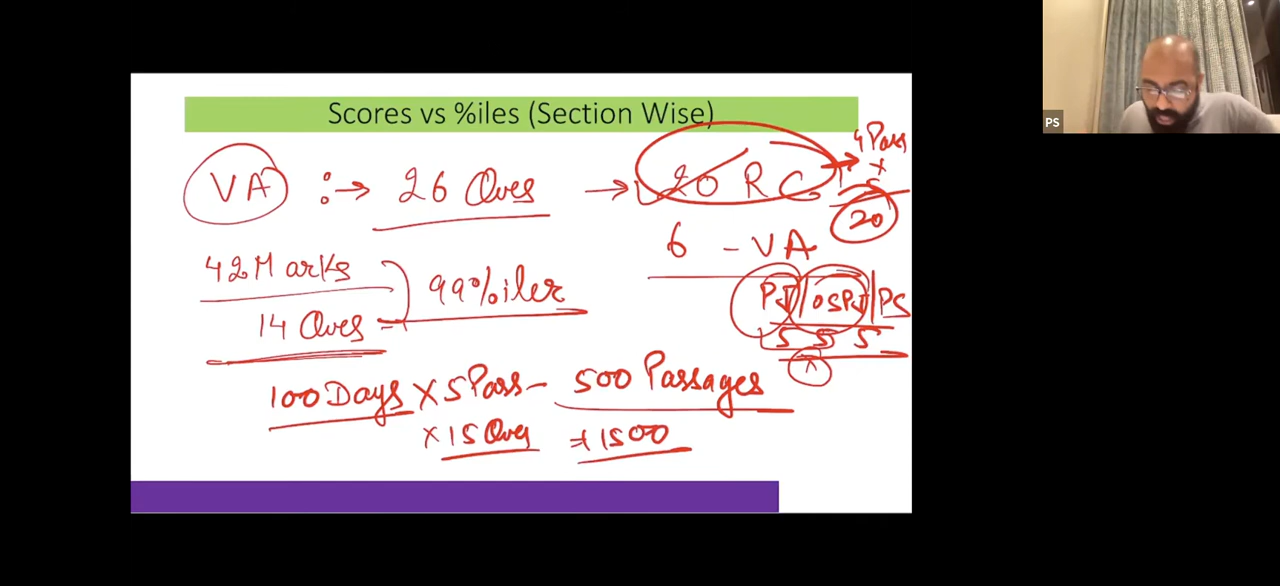 Scores vs %iles (Section Wise)
VA :→ 26 Ques → 20 RC → 4 Pass
× 5
20
6 - VA
42 Marks
14 Ques = 99%iler
PJ | OSPJ | PS
5 5 5
100 Days × 5 Pass - 500 Passages
× 15 Ques = 1500
PS